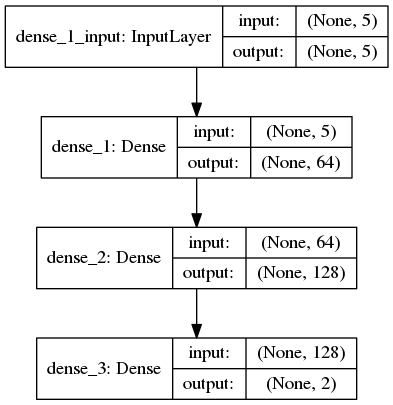 dense_1_input: InputLayer
input: (None, 5)
output: (None, 5)
dense_1: Dense
input: (None, 5)
output: (None, 64)
dense_2: Dense
input: (None, 64)
output: (None, 128)
dense_3: Dense
input: (None, 128)
output: (None, 2)